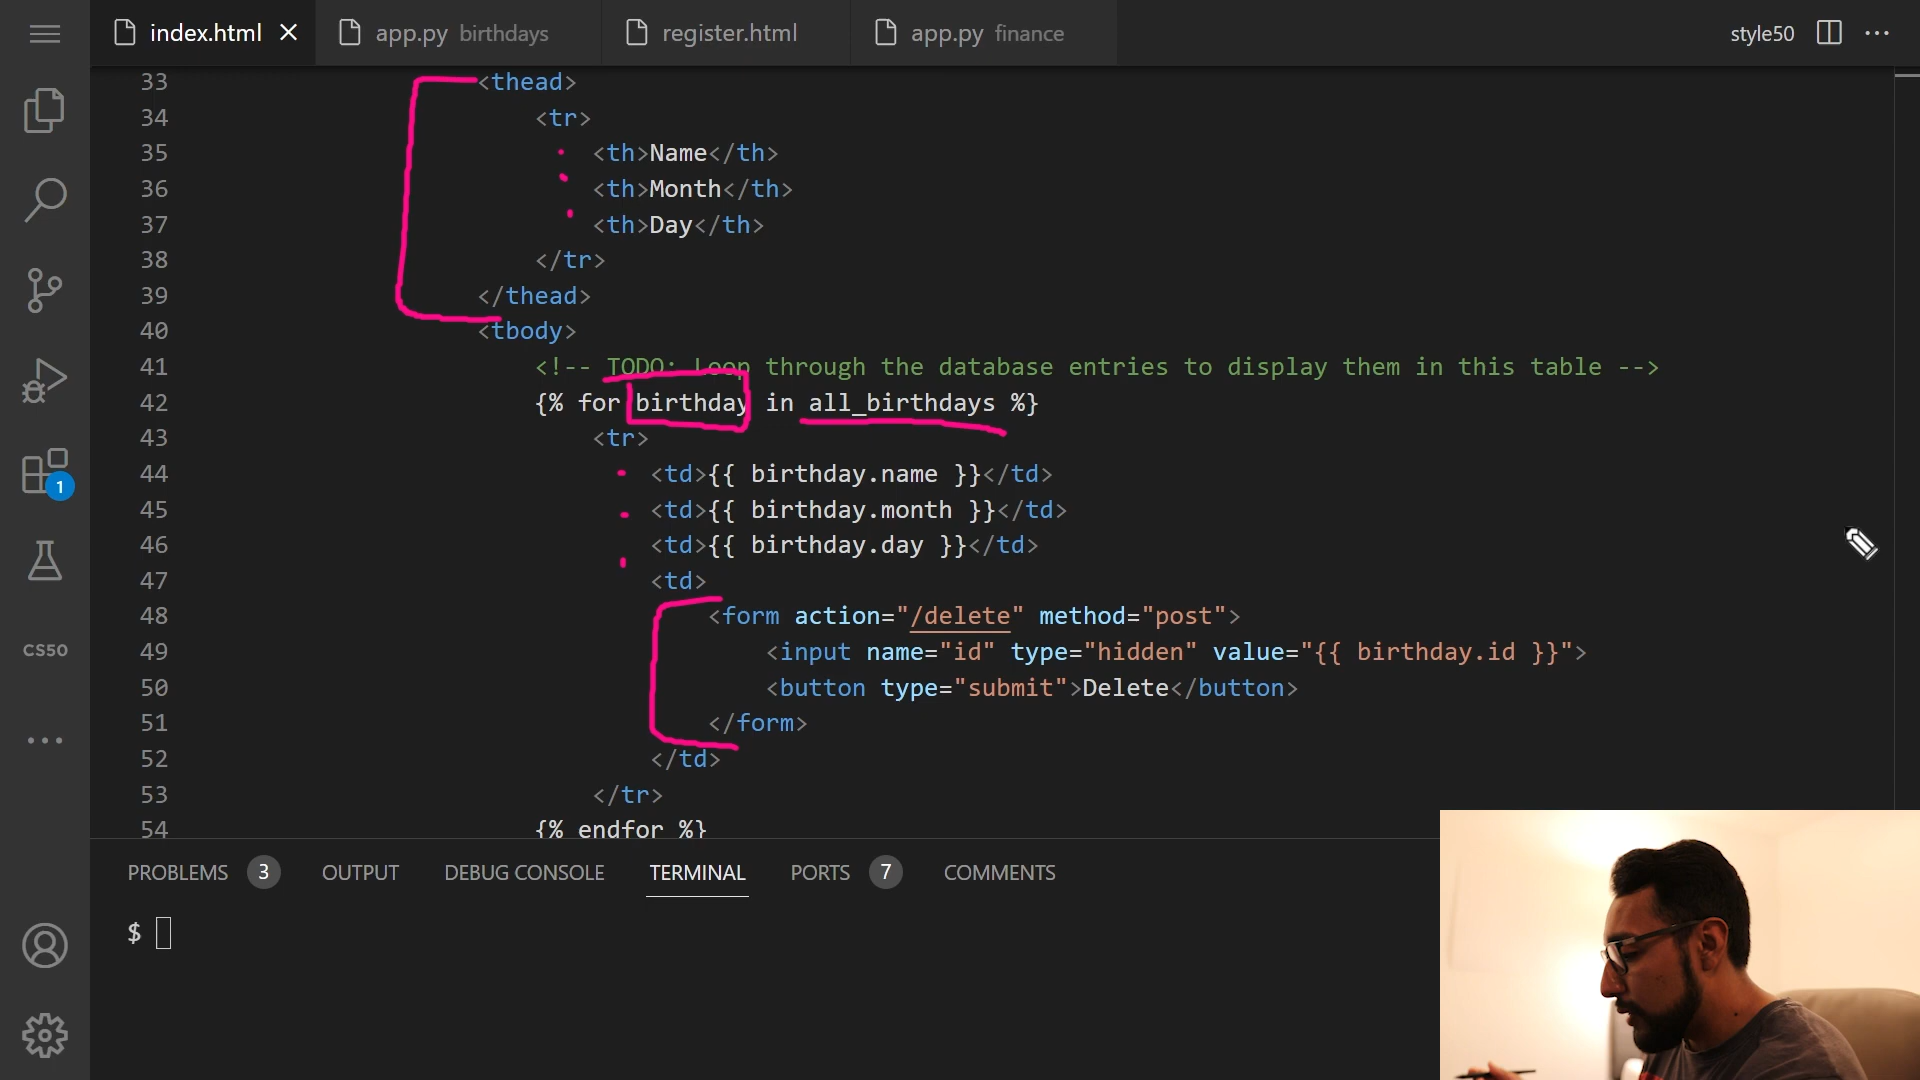 index.html
app.py birthdays
register.html
app.py finance
style50
33 <thead>
34 <tr>
35 <th>Name</th>
36 <th>Month</th>
37 <th>Day</th>
38 </tr>
39 </thead>
40 <tbody>
41 <!-- TODO: Loop through the database entries to display them in this table -->
42 {% for birthday in all_birthdays %}
43 <tr>
44 <td>{{ birthday.name }}</td>
45 <td>{{ birthday.month }}</td>
46 <td>{{ birthday.day }}</td>
47 <td>
48 <form action="/delete" method="post">
49 <input name="id" type="hidden" value="{{ birthday.id }}">
50 <button type="submit">Delete</button>
51 </form>
52 </td>
53 </tr>
54 {% endfor %}
1
CS50
PROBLEMS 3 OUTPUT DEBUG CONSOLE TERMINAL PORTS 7 COMMENTS
$